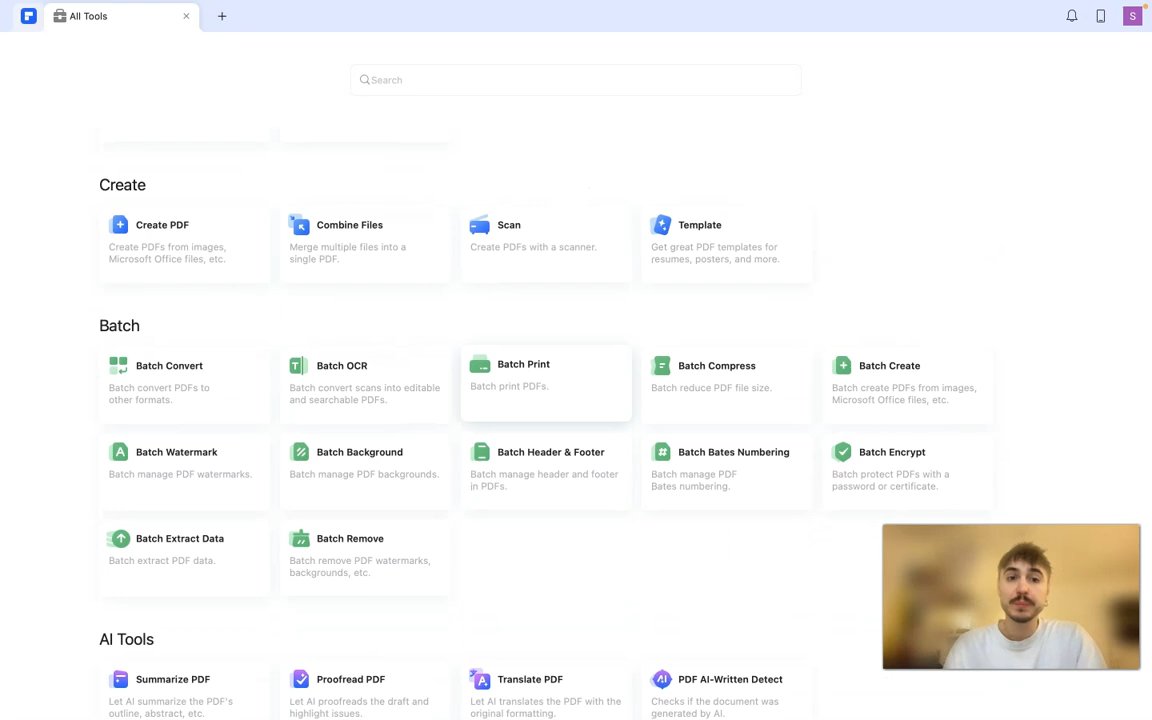 All Tools
S
Search
Create
Create PDF
Create PDFs from images,
Microsoft Office files, etc.
Combine Files
Merge multiple files into a
single PDF.
Scan
Create PDFs with a scanner.
Template
Get great PDF templates for
resumes, posters, and more.
Batch
Batch Convert
Batch convert PDFs to
other formats.
Batch OCR
Batch convert scans into editable
and searchable PDFs.
Batch Print
Batch print PDFs.
Batch Compress
Batch reduce PDF file size.
Batch Create
Batch create PDFs from images,
Microsoft Office files, etc.
Batch Watermark
Batch manage PDF watermarks.
Batch Background
Batch manage PDF backgrounds.
Batch Header & Footer
Batch manage header and footer
in PDFs.
Batch Bates Numbering
Batch manage PDF
Bates numbering.
Batch Encrypt
Batch protect PDFs with a
password or certificate.
Batch Extract Data
Batch extract PDF data.
Batch Remove
Batch remove PDF watermarks,
backgrounds, etc.
AI Tools
Summarize PDF
Let AI summarize the PDF's
outline, abstract, etc.
Proofread PDF
Let AI proofreads the draft and
highlight issues.
Translate PDF
Let AI translates the PDF with the
original formatting.
PDF AI-Written Detect
Checks if the document was
generated by AI.